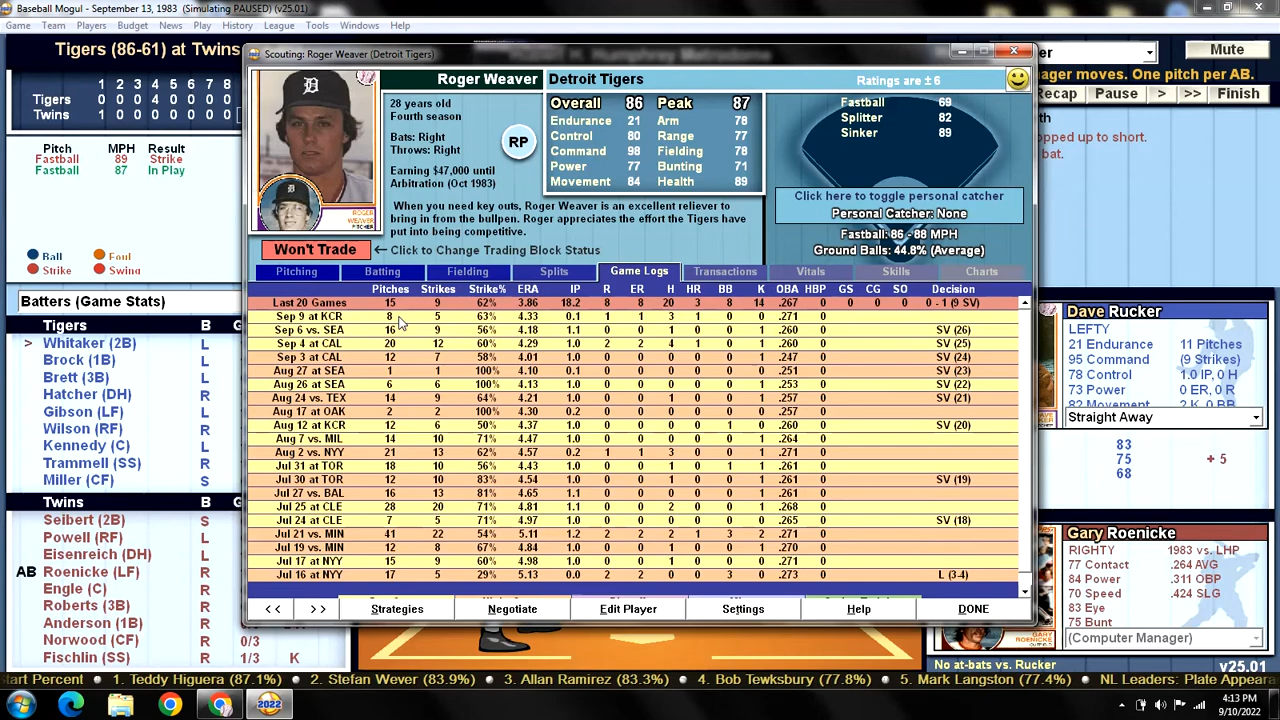 Baseball Mogul - September 13, 1983 (Simulating PAUSED) (v25.01)
Game Team Players Budget News Play History League Tools Windows Help
Tigers (86-61) at Twins
1 2 3 4 5 6 7 8
Tigers 1 0 0 4 0 0 0 0
Twins 1 0 0 0 0 0 0
Pitch MPH Result
Fastball 89 Strike
Fastball 87 In Play
Ball Foul
Strike Swing
Batters (Game Stats)
Tigers B
> Whitaker (2B) L
Brock (1B) L
Brett (3B) L
Hatcher (DH) R
Gibson (LF) L
Wilson (RF) R
Kennedy (C) L
Trammell (SS) R
Miller (CF) S
Twins B
Seibert (2B) S
Powell (RF) L
Eisenreich (DH) L
AB Roenicke (LF) R
Engle (C) R
Roberts (3B) R
Anderson (1B) R
Norwood (CF) R 0/3
Fischlin (SS) R 1/3 K
Scouting: Roger Weaver (Detroit Tigers)
Roger Weaver
28 years old
Fourth season
Bats: Right
Throws: Right
Earning $47,000 until
Arbitration (Oct 1983)
RP
Detroit Tigers Ratings are ± 6
Overall 86 Peak 87
Endurance 21 Arm 78
Control 80 Range 77
Command 98 Fielding 78
Power 77 Bunting 71
Movement 84 Health 89
Fastball 69
Splitter 82
Sinker 89
Click here to toggle personal catcher
Personal Catcher: None
Fastball: 86 - 88 MPH
Ground Balls: 44.8% (Average)
When you need key outs, Roger Weaver is an excellent reliever to
bring in from the bullpen. Roger appreciates the effort the Tigers have
put into being competitive.
ROGER
WEAVER
PITCHER
Won't Trade ← Click to Change Trading Block Status
Pitching Batting Fielding Splits Game Logs Transactions Vitals Skills Charts
Pitches Strikes Strike% ERA IP R ER H HR BB K OBA HBP GS CG SO Decision
Last 20 Games 15 9 62% 3.86 18.2 8 8 20 3 8 14 .267 0 0 0 0 0 - 1 (9 SV)
Sep 9 at KCR 8 5 63% 4.33 0.1 1 1 3 1 0 0 .271 0
Sep 6 vs. SEA 16 9 56% 4.18 1.1 0 0 1 0 0 1 .260 0 SV (26)
Sep 4 at CAL 20 12 60% 4.29 1.0 2 2 4 1 0 1 .260 0 SV (25)
Sep 3 at CAL 12 7 58% 4.01 1.0 0 0 0 0 0 1 .247 0 SV (24)
Aug 27 at SEA 1 1 100% 4.10 0.1 0 0 0 0 0 0 .251 0 SV (23)
Aug 26 at SEA 6 6 100% 4.13 1.0 0 0 1 0 0 1 .253 0 SV (22)
Aug 24 vs. TEX 14 9 64% 4.21 1.0 0 0 1 0 0 1 .257 0 SV (21)
Aug 17 at OAK 2 2 100% 4.30 0.2 0 0 0 0 0 0 .257 0
Aug 12 at KCR 12 6 50% 4.37 1.0 0 0 0 0 1 0 .260 0 SV (20)
Aug 7 vs. MIL 14 10 71% 4.47 1.0 0 0 1 0 0 1 .264 0
Aug 2 vs. NYY 21 13 62% 4.57 0.2 1 1 3 0 0 1 .261 0
Jul 31 at TOR 18 10 56% 4.43 1.0 0 0 1 0 1 1 .261 0
Jul 30 at TOR 12 10 83% 4.54 1.0 0 0 1 0 0 1 .261 0 SV (19)
Jul 27 vs. BAL 16 13 81% 4.65 1.1 0 0 0 0 0 1 .261 0
Jul 25 at CLE 28 20 71% 4.81 1.1 0 0 2 0 0 1 .268 0
Jul 24 at CLE 7 5 71% 4.97 1.0 0 0 0 0 0 0 .265 0 SV (18)
Jul 21 vs. MIN 41 22 54% 5.11 1.2 2 2 2 1 3 2 .271 0
Jul 19 vs. MIN 12 8 67% 4.84 1.0 0 0 0 0 0 1 .270 0
Jul 17 at NYY 15 9 60% 4.98 1.0 0 0 1 0 0 0 .271 0
Jul 16 at NYY 17 5 29% 5.13 0.0 2 2 0 0 3 0 .273 0 L (3-4)
<< >> Strategies Negotiate Edit Player Settings Help DONE
er Mute
nager moves. One pitch per AB.
Recap Pause > >> Finish
th
opped up to short.
bat.
Dave Rucker
LEFTY
21 Endurance 11 Pitches
95 Command (9 Strikes)
78 Control 1.0 IP, 0 H
73 Power 0 ER, 0 R
82 Movement 2 K, 0 BB
Straight Away
83
75 + 5
68
Gary Roenicke
RIGHTY 1983 vs. LHP
77 Contact .264 AVG
84 Power .311 OBP
70 Speed .424 SLG
83 Eye
75 Bunt
(Computer Manager)
No at-bats vs. Rucker v25.01
Start Percent 1. Teddy Higuera (87.1%) 2. Stefan Wever (83.9%) 3. Allan Ramirez (83.3%) 4. Bob Tewksbury (77.8%) 5. Mark Langston (77.4%) NL Leaders: Plate Appeara
2022
4:13 PM
9/10/2022